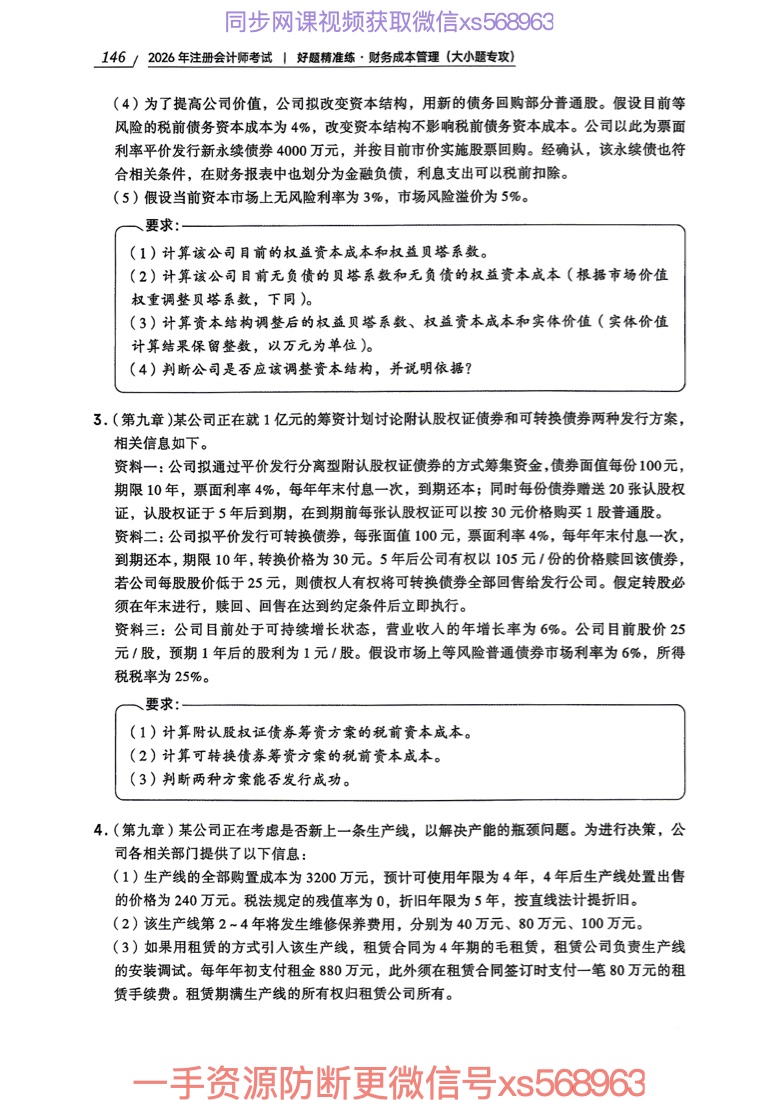 同步网课视频获取微信xs568963
146 / 2026年注册会计师考试 | 好题精准练·财务成本管理(大小题专攻)
(4)为了提高公司价值,公司拟改变资本结构,用新的债务回购部分普通股。假设目前等
风险的税前债务资本成本为4%,改变资本结构不影响税前债务资本成本。公司以此为票面
利率平价发行新永续债券4000万元,并按目前市价实施股票回购。经确认,该永续债也符
合相关条件,在财务报表中也划分为金融负债,利息支出可以税前扣除。
(5)假设当前资本市场上无风险利率为3%,市场风险溢价为5%。
要求:
(1)计算该公司目前的权益资本成本和权益贝塔系数。
(2)计算该公司目前无负债的贝塔系数和无负债的权益资本成本(根据市场价值
权重调整贝塔系数,下同)。
(3)计算资本结构调整后的权益贝塔系数、权益资本成本和实体价值(实体价值
计算结果保留整数,以万元为单位)。
(4)判断公司是否应该调整资本结构,并说明依据?
3.(第九章)某公司正在就1亿元的筹资计划讨论附认股权证债券和可转换债券两种发行方案,
相关信息如下。
资料一:公司拟通过平价发行分离型附认股权证债券的方式筹集资金,债券面值每份100元,
期限10年,票面利率4%,每年年末付息一次,到期还本;同时每份债券赠送20张认股权
证,认股权证于5年后到期,在到期前每张认股权证可以按30元价格购买1股普通股。
资料二:公司拟平价发行可转换债券,每张面值100元,票面利率4%,每年年末付息一次,
到期还本,期限10年,转换价格为30元。5年后公司有权以105元/份的价格赎回该债券,
若公司每股股价低于25元,则债权人有权将可转换债券全部回售给发行公司。假定转股必
须在年末进行,赎回、回售在达到约定条件后立即执行。
资料三:公司目前处于可持续增长状态,营业收入的年增长率为6%。公司目前股价25
元/股,预期1年后的股利为1元/股。假设市场上等风险普通债券市场利率为6%,所得
税税率为25%。
要求:
(1)计算附认股权证债券筹资方案的税前资本成本。
(2)计算可转换债券筹资方案的税前资本成本。
(3)判断两种方案能否发行成功。
4.(第九章)某公司正在考虑是否新上一条生产线,以解决产能的瓶颈问题。为进行决策,公
司各相关部门提供了以下信息:
(1)生产线的全部购置成本为3200万元,预计可使用年限为4年,4年后生产线处置出售
的价格为240万元。税法规定的残值率为0,折旧年限为5年,按直线法计提折旧。
(2)该生产线第2~4年将发生维修保养费用,分别为40万元、80万元、100万元。
(3)如果用租赁的方式引入该生产线,租赁合同为4年期的毛租赁,租赁公司负责生产线
的安装调试。每年年初支付租金880万元,此外须在租赁合同签订时支付一笔80万元的租
赁手续费。租赁期满生产线的所有权归租赁公司所有。
一手资源防断更微信号xs568963